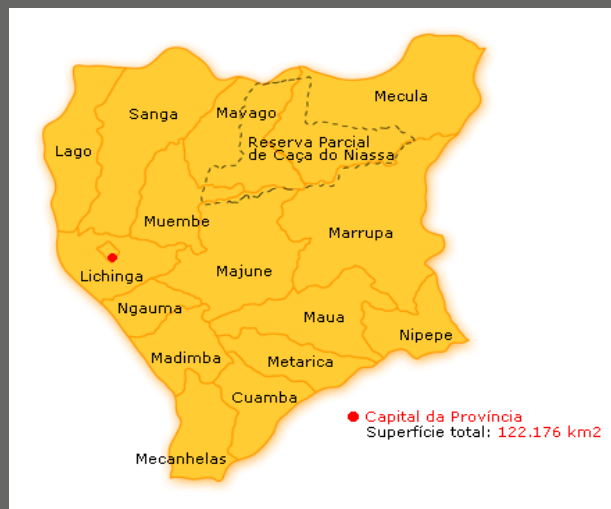 Mecula
Sanga
Mavago
Reserva Parcial
de Caça do Niassa
Lago
Muembe
Marrupa
Majune
Lichinga
Ngauma
Maua
Nipepe
Madimba
Metarica
Cuamba
Capital da Província
Superfície total: 122.176 km2
Mecanhelas